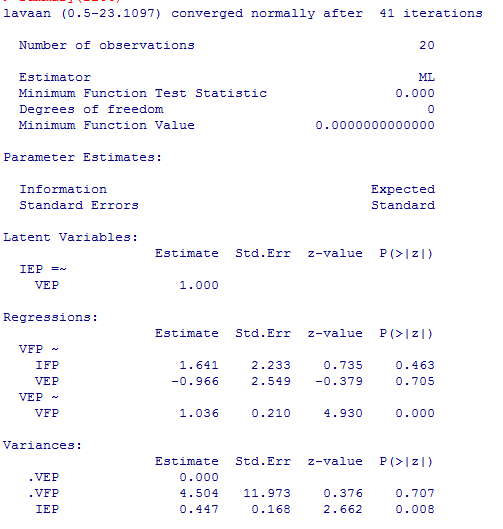 lavaan (0.5-23.1097) converged normally after  41 iterations
Number of observations 20
Estimator ML
Minimum Function Test Statistic 0.000
Degrees of freedom 0
Minimum Function Value 0.0000000000000
Parameter Estimates:
Information Expected
Standard Errors Standard
Latent Variables:
Estimate Std.Err z-value P(>|z|)
IEP =~
VEP 1.000
Regressions:
Estimate Std.Err z-value P(>|z|)
VFP ~
IFP 1.641 2.233 0.735 0.463
VEP -0.966 2.549 -0.379 0.705
VEP ~
VFP 1.036 0.210 4.930 0.000
Variances:
Estimate Std.Err z-value P(>|z|)
.VEP 0.000
.VFP 4.504 11.973 0.376 0.707
IEP 0.447 0.168 2.662 0.008